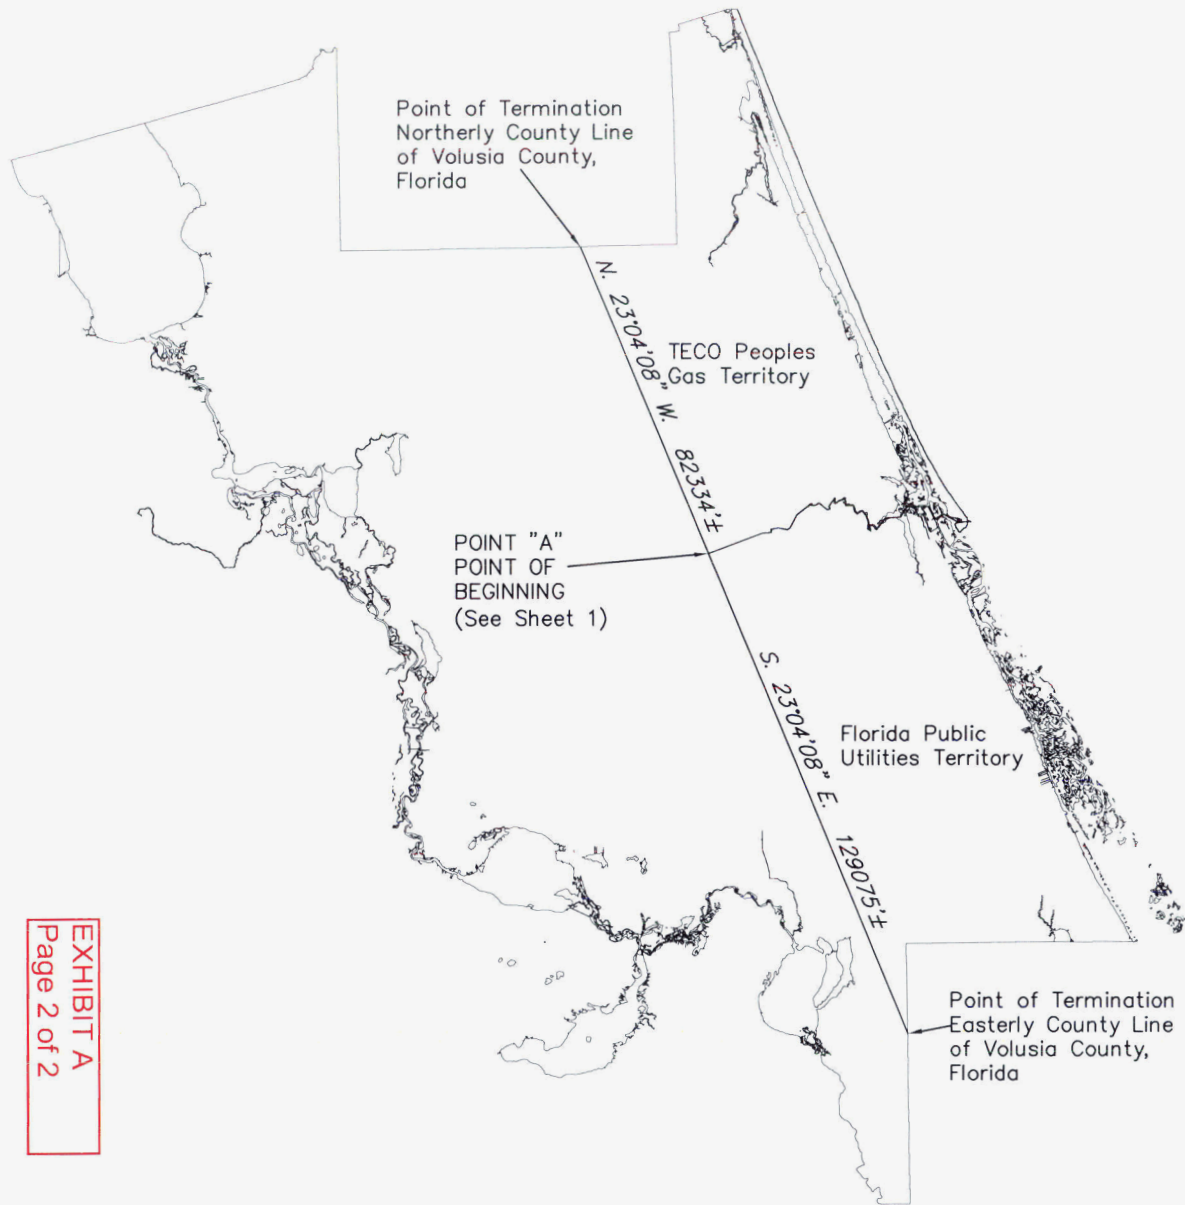 Point of Termination
Northerly County Line
of Volusia County,
Florida
N. 23°04'08" W. 82334'±
TECO Peoples
Gas Territory
POINT "A"
POINT OF
BEGINNING
(See Sheet 1)
S. 23°04'08" E. 129075'±
Florida Public
Utilities Territory
Point of Termination
Easterly County Line
of Volusia County,
Florida
EXHIBIT A
Page 2 of 2